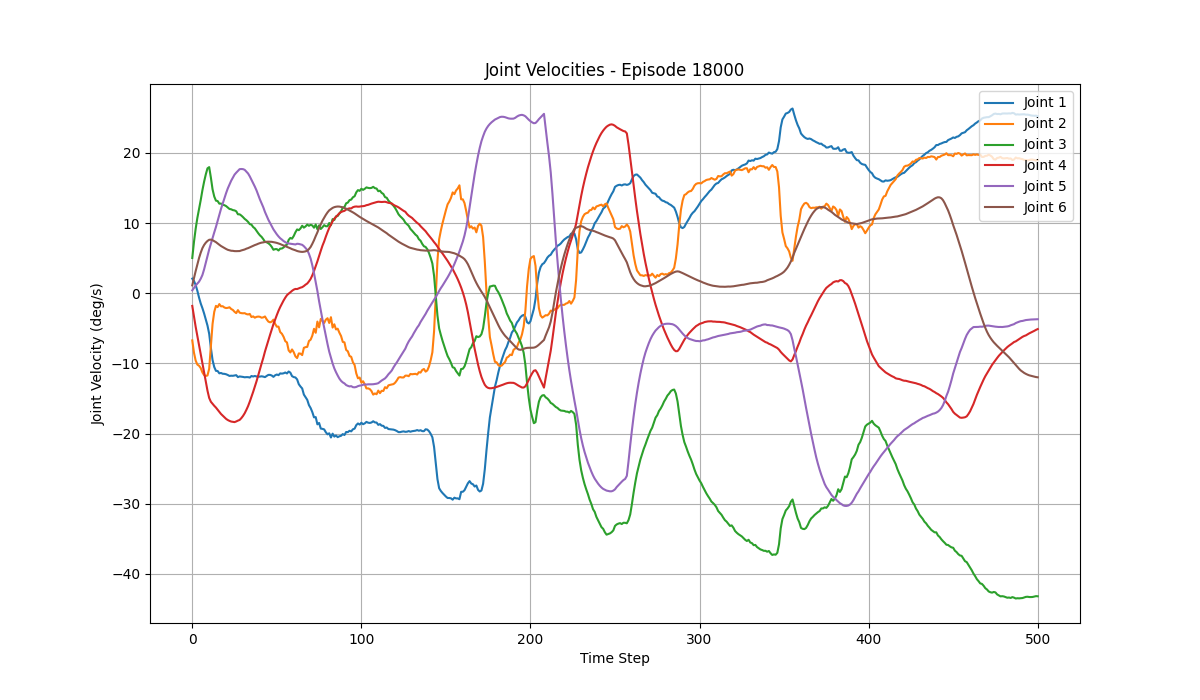 Joint Velocities - Episode 18000
Joint 1
Joint 2
Joint 3
Joint 4
Joint 5
Joint 6
Joint Velocity (deg/s)
20
10
0
−10
−20
−30
−40
0 100 200 300 400 500
Time Step